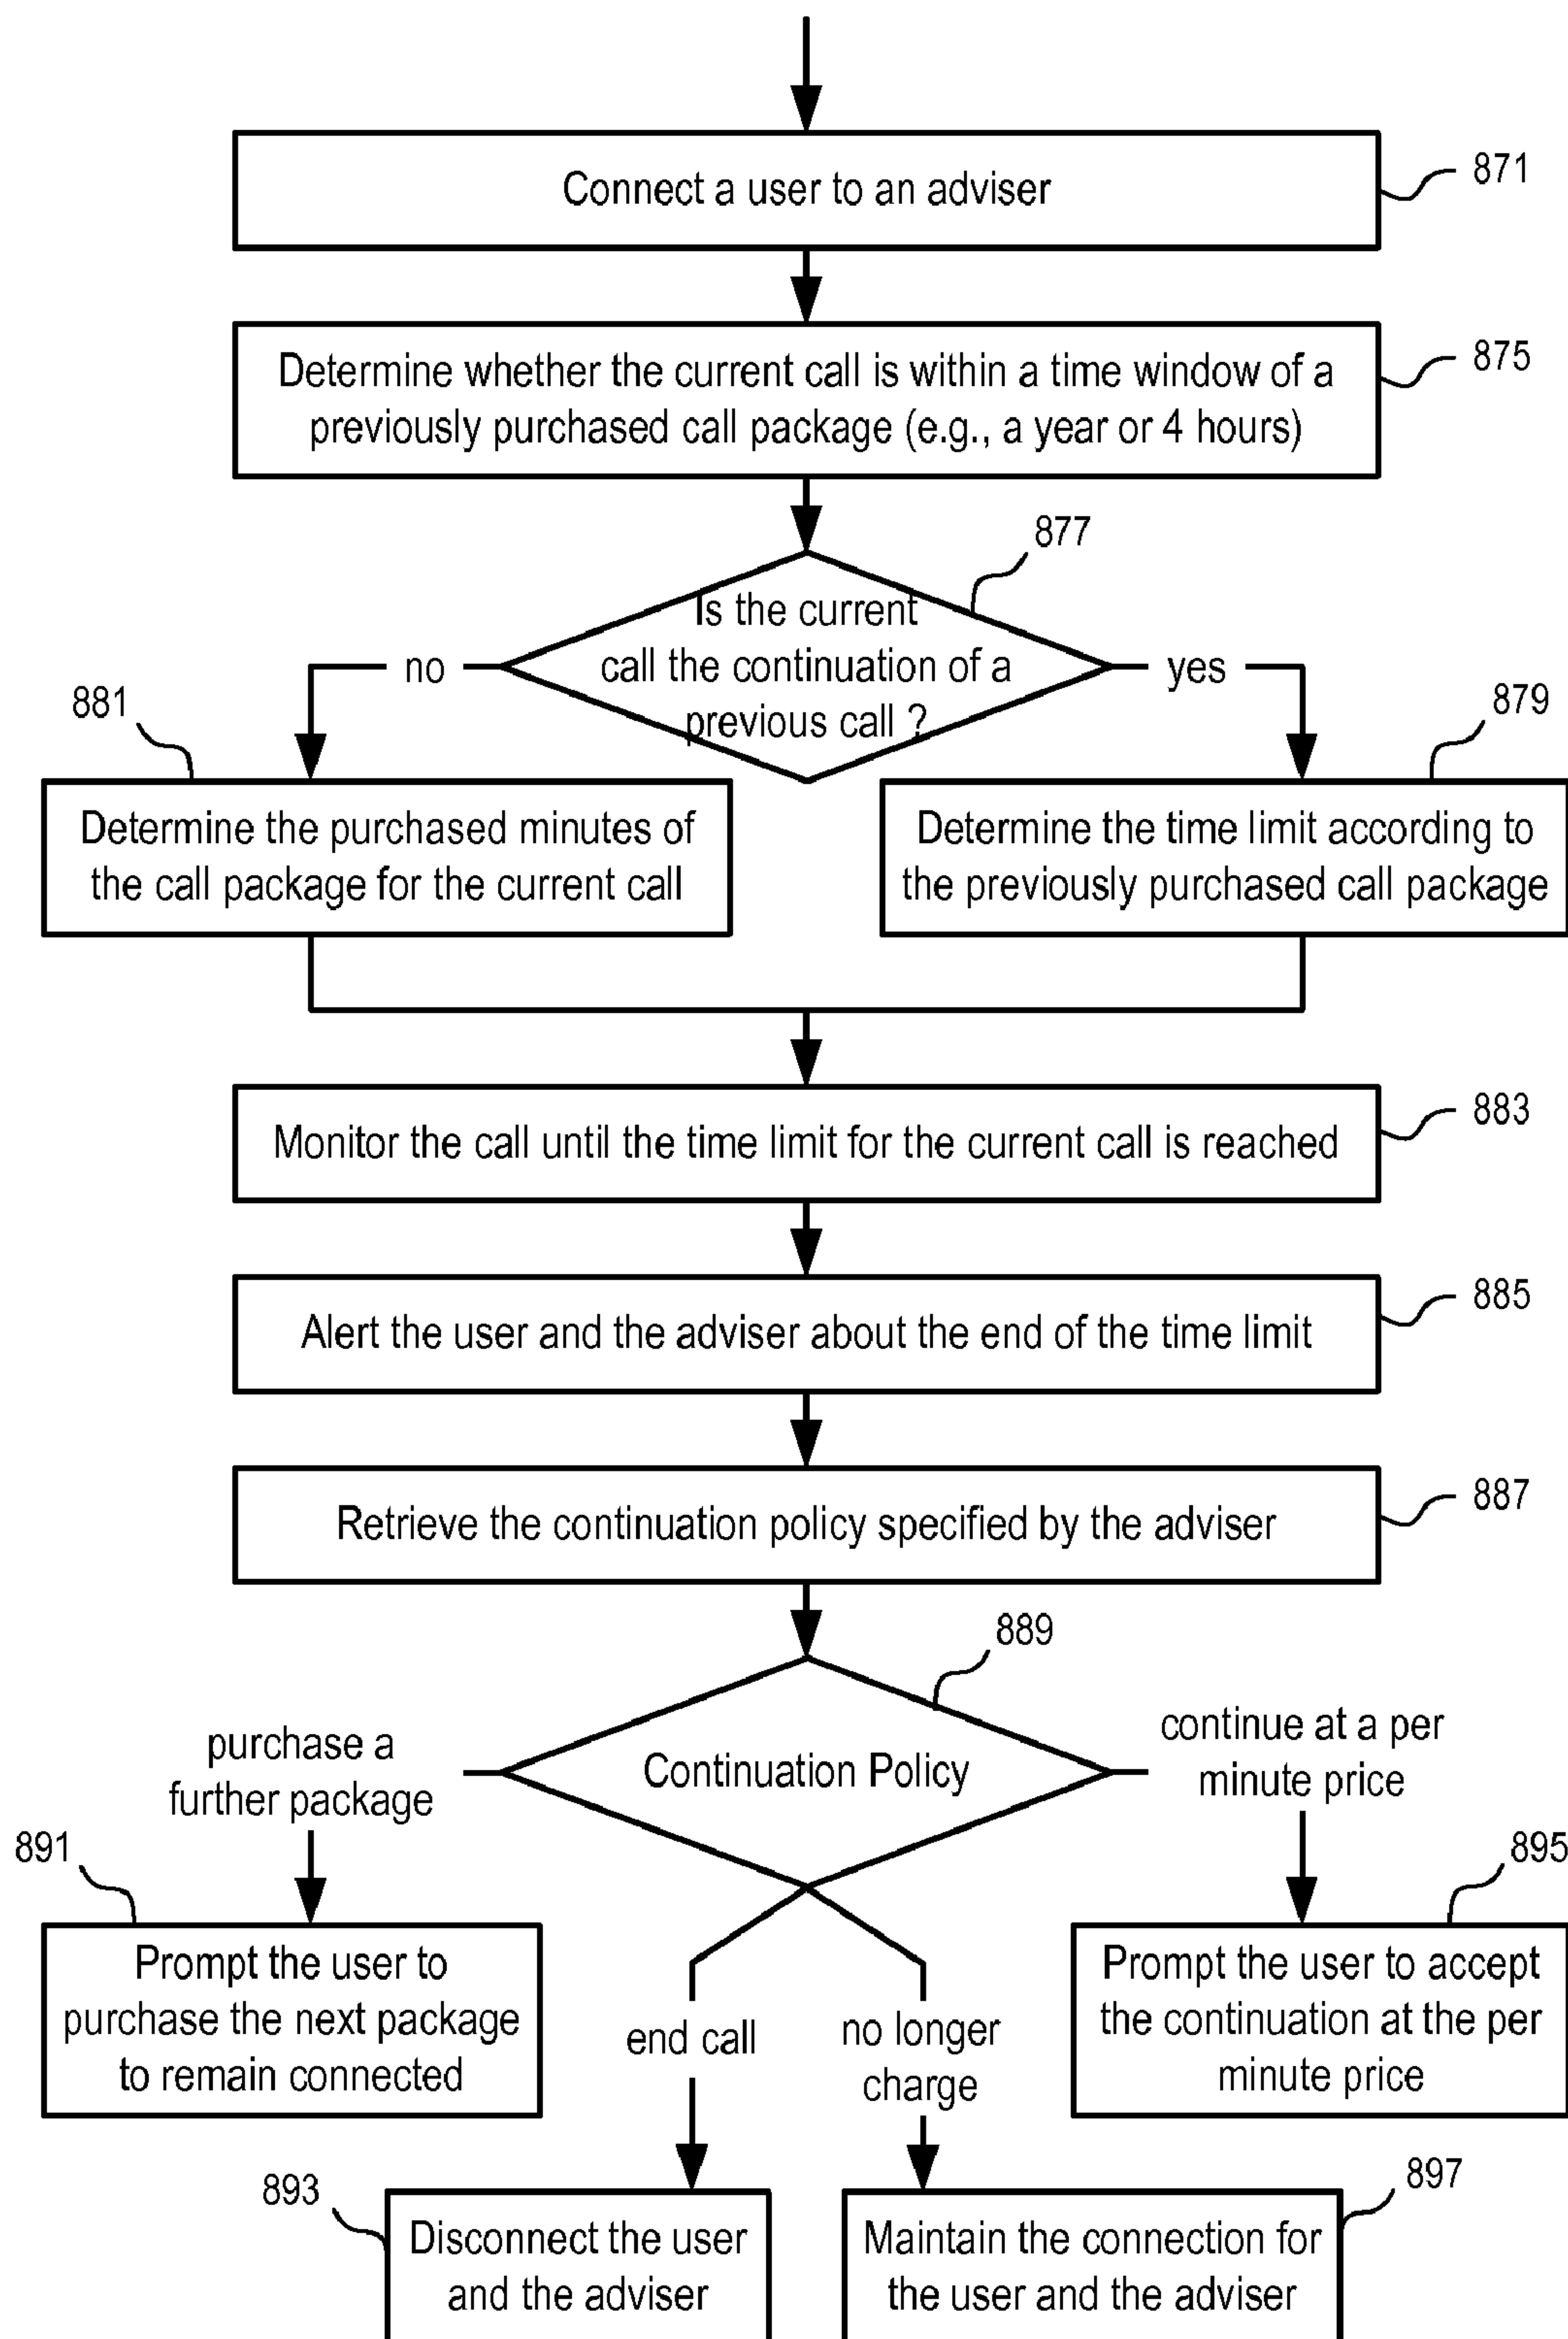 Connect a user to an adviser
871
Determine whether the current call is within a time window of a
previously purchased call package (e.g., a year or 4 hours)
875
877
Is the current
call the continuation of a
previous call ?
no
yes
881
879
Determine the purchased minutes of
the call package for the current call
Determine the time limit according to
the previously purchased call package
Monitor the call until the time limit for the current call is reached
883
Alert the user and the adviser about the end of the time limit
885
Retrieve the continuation policy specified by the adviser
887
889
Continuation Policy
purchase a
further package
continue at a per
minute price
891
895
Prompt the user to
purchase the next package
to remain connected
end call
no longer
charge
Prompt the user to accept
the continuation at the per
minute price
893
897
Disconnect the user
and the adviser
Maintain the connection for
the user and the adviser